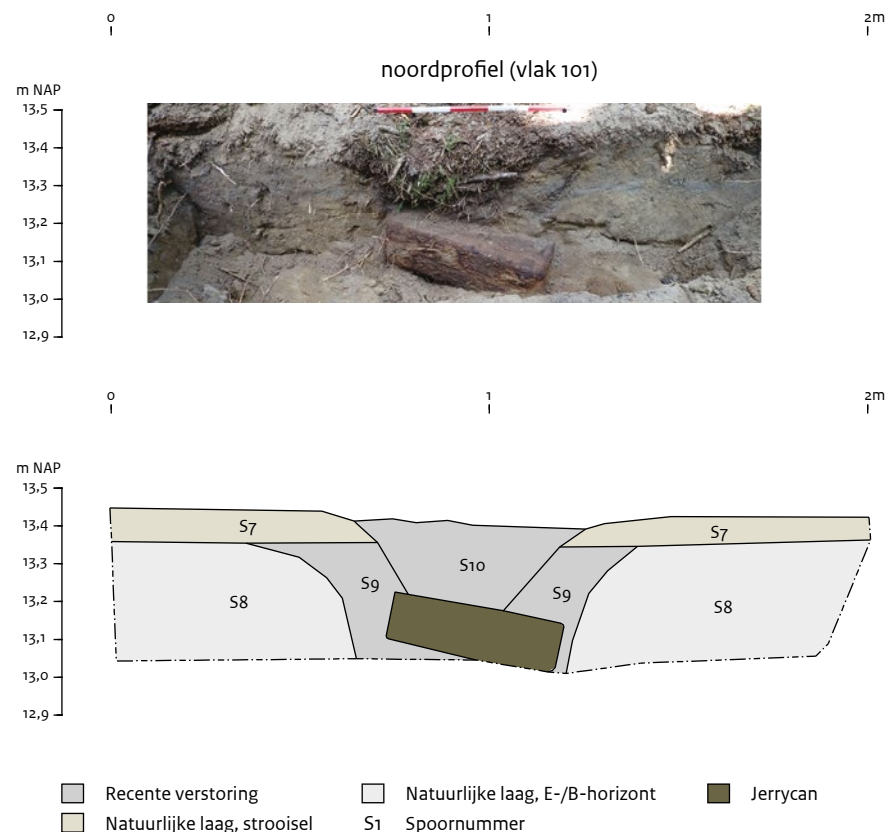 0 1 2m
noordprofiel (vlak 101)
m NAP
13,5
13,4
13,3
13,2
13,1
13,0
12,9
0 1 2m
m NAP
13,5
13,4
13,3
13,2
13,1
13,0
12,9
S7 S7
S10
S9 S9
S8 S8
Recente verstoring Natuurlijke laag, E-/B-horizont Jerrycan
Natuurlijke laag, strooisel S1 Spoornummer